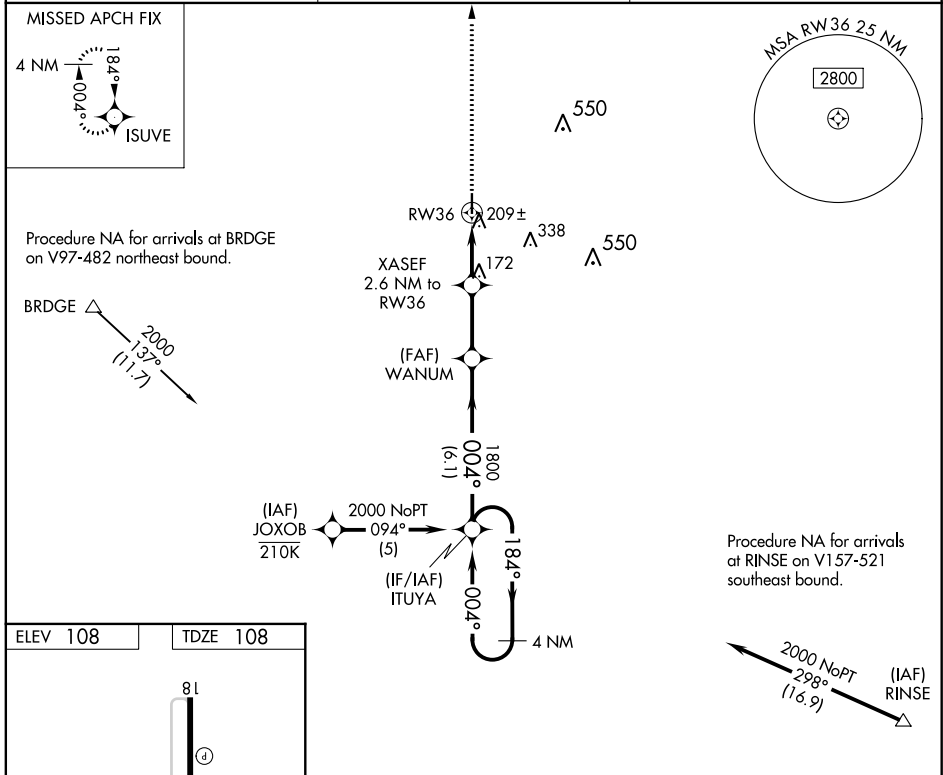 MISSED APCH FIX
4 NM
184°
004°
ISUVE
MSA RW36 25 NM
2800
550
RW36
209±
338
550
172
XASEF
2.6 NM to
RW36
Procedure NA for arrivals at BRDGE
on V97-482 northeast bound.
BRDGE
2000
137°
(11.7)
(FAF)
WANUM
1800
004°
(6.1)
(IAF)
JOXOB
210K
2000 NoPT
094°
(5)
(IF/IAF)
ITUYA
184°
004°
4 NM
Procedure NA for arrivals
at RINSE on V157-521
southeast bound.
2000 NoPT
298°
(16.9)
(IAF)
RINSE
ELEV 108
TDZE 108
18
P